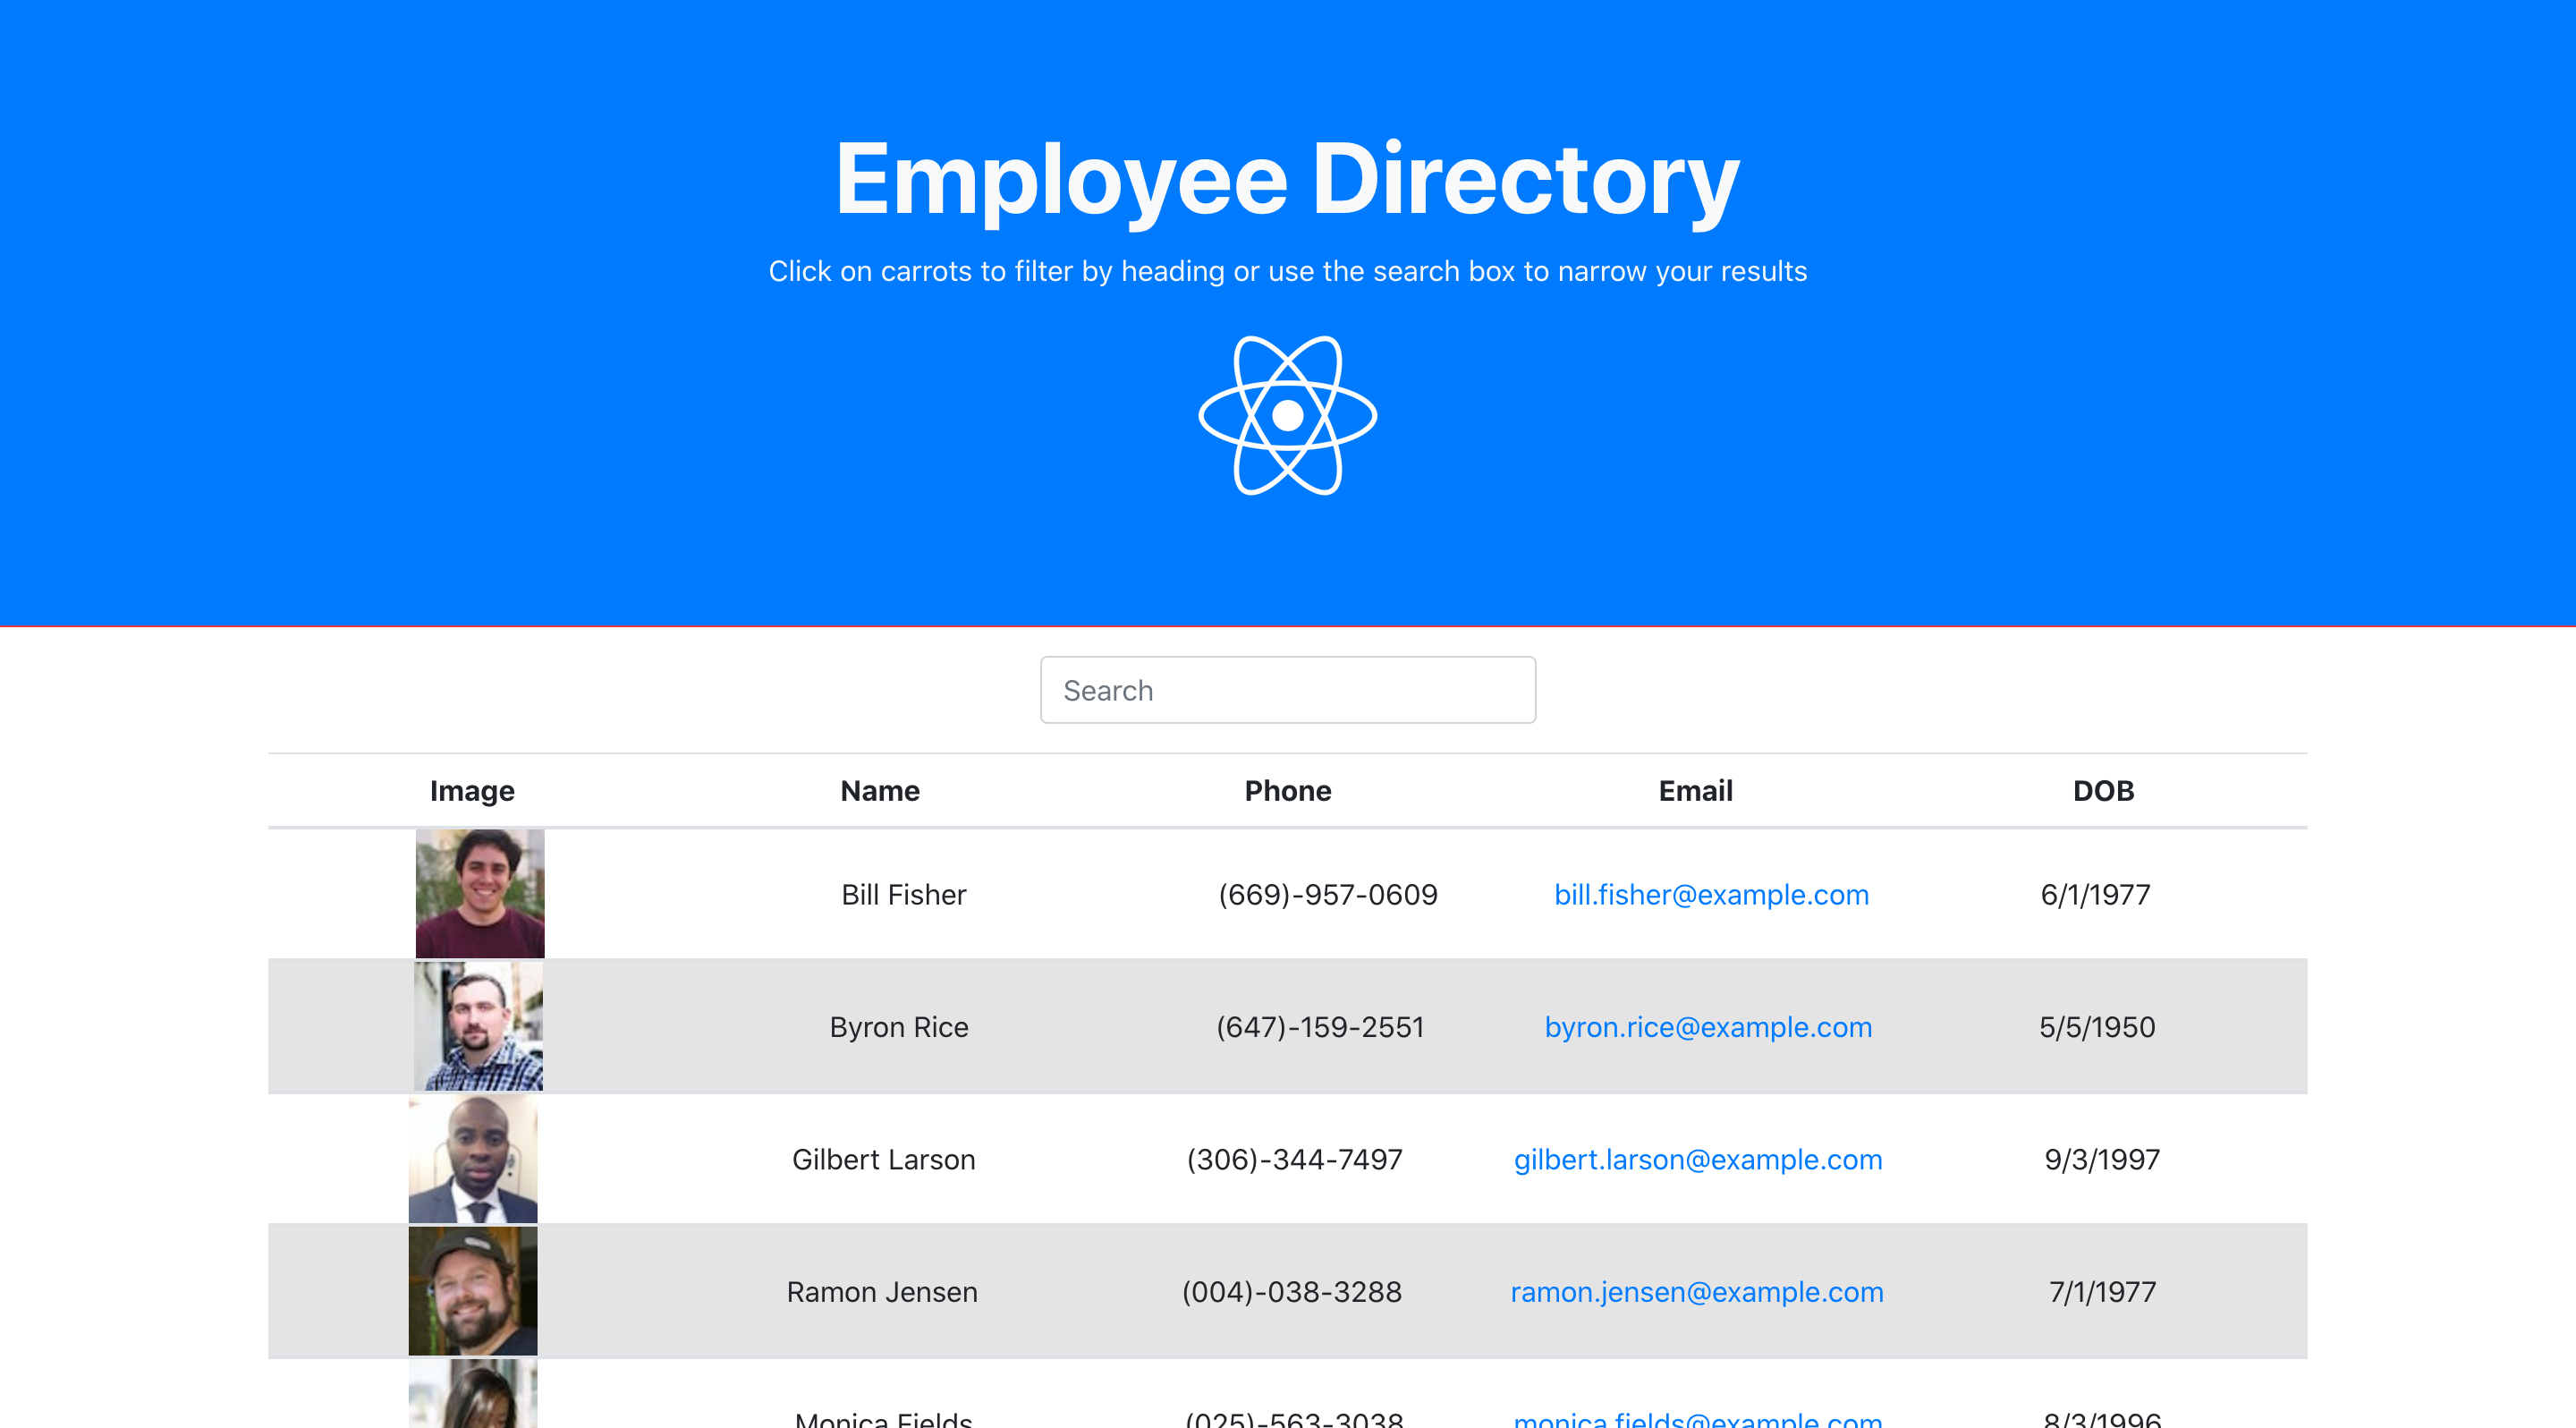 Employee Directory
Click on carrots to filter by heading or use the search box to narrow your results
Search
Image Name Phone Email DOB
Bill Fisher (669)-957-0609 bill.fisher@example.com 6/1/1977
Byron Rice (647)-159-2551 byron.rice@example.com 5/5/1950
Gilbert Larson (306)-344-7497 gilbert.larson@example.com 9/3/1997
Ramon Jensen (004)-038-3288 ramon.jensen@example.com 7/1/1977
Monica Fields (025)-563-3038 monica.fields@example.com 8/3/1996